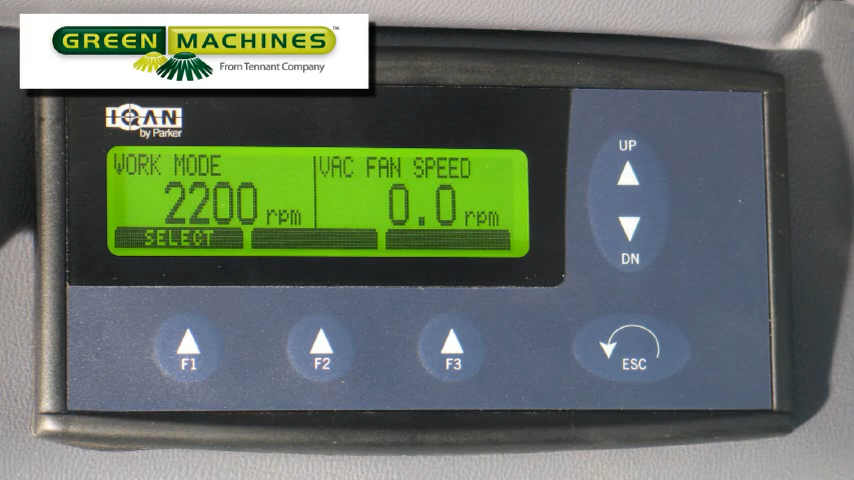 GREEN MACHINES™
From Tennant Company
IQAN
by Parker
WORK MODE
VAC FAN SPEED
2200 rpm
0.0 rpm
SELECT
UP
DN
F1
F2
F3
ESC